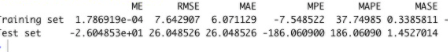 ME RMSE MAE MPE MAPE MASE
Training set 1.786919e-04 7.642907 6.071129 -7.548522 37.74985 0.3385811
Test set -2.604853e+01 26.048526 26.048526 -186.060900 186.06090 1.4527014